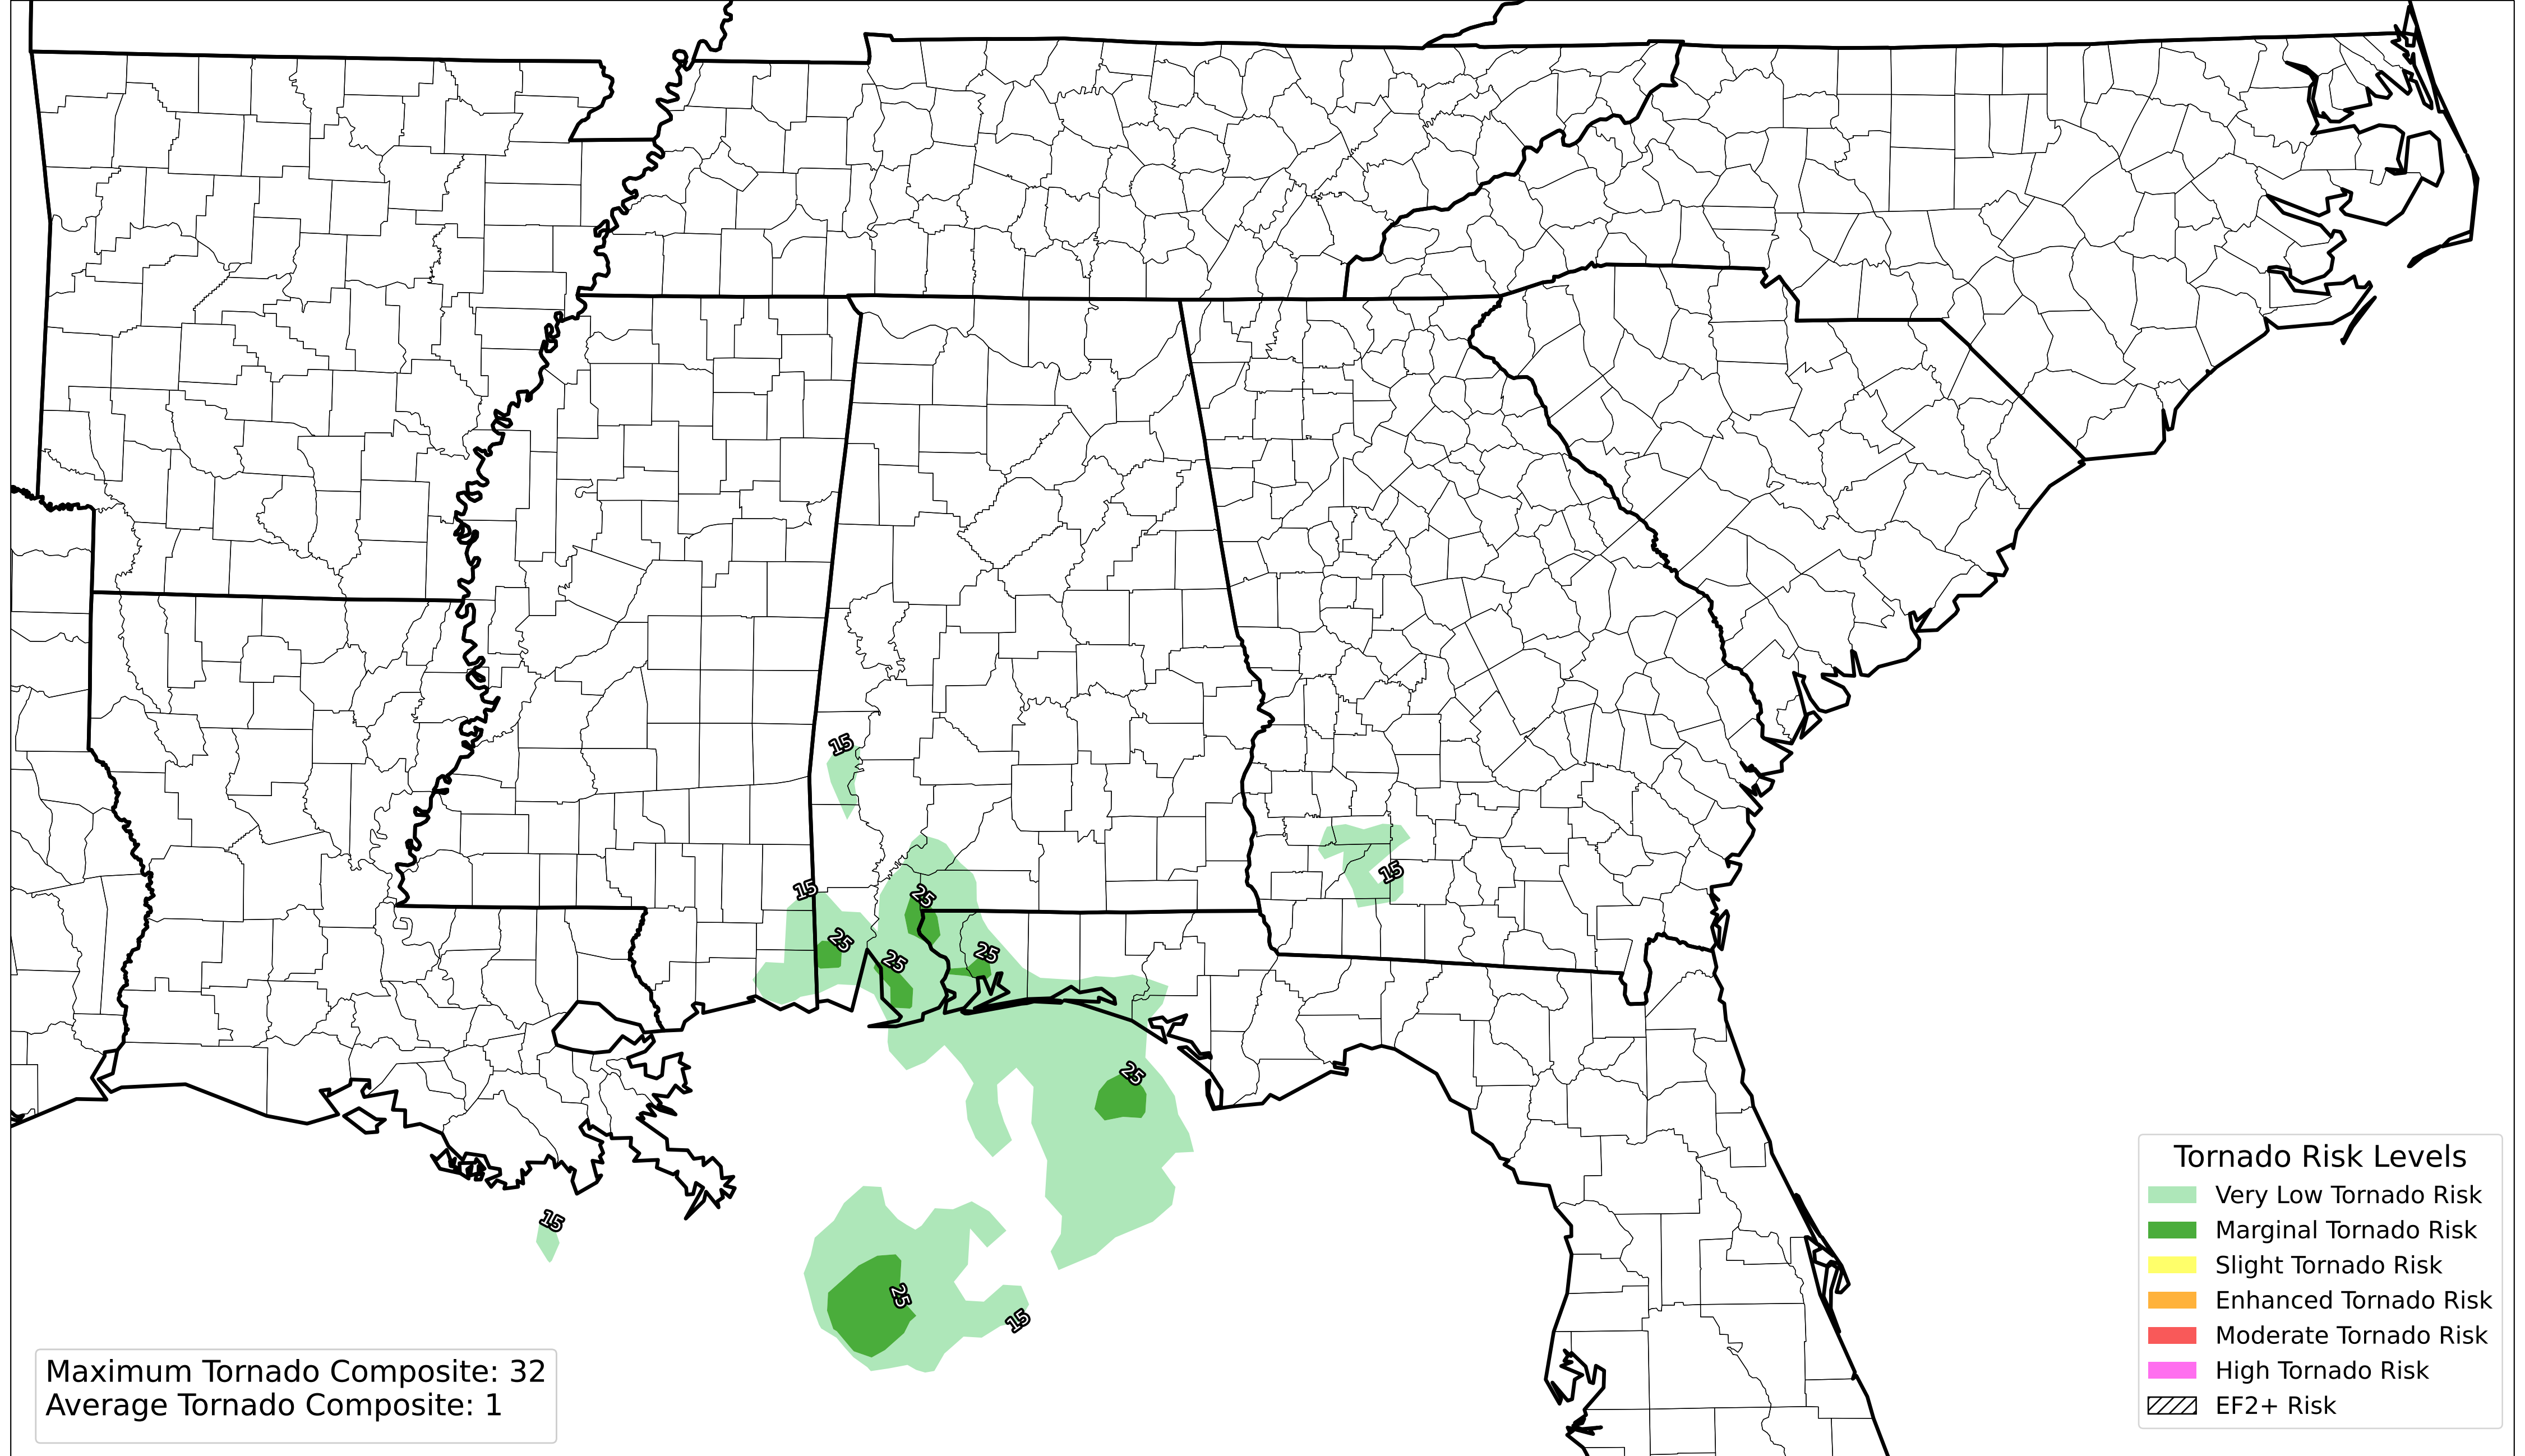 15
15
25
25
25
25
15
25
15
25
15
Tornado Risk Levels
Very Low Tornado Risk
Marginal Tornado Risk
Slight Tornado Risk
Enhanced Tornado Risk
Moderate Tornado Risk
High Tornado Risk
EF2+ Risk
Maximum Tornado Composite: 32
Average Tornado Composite: 1